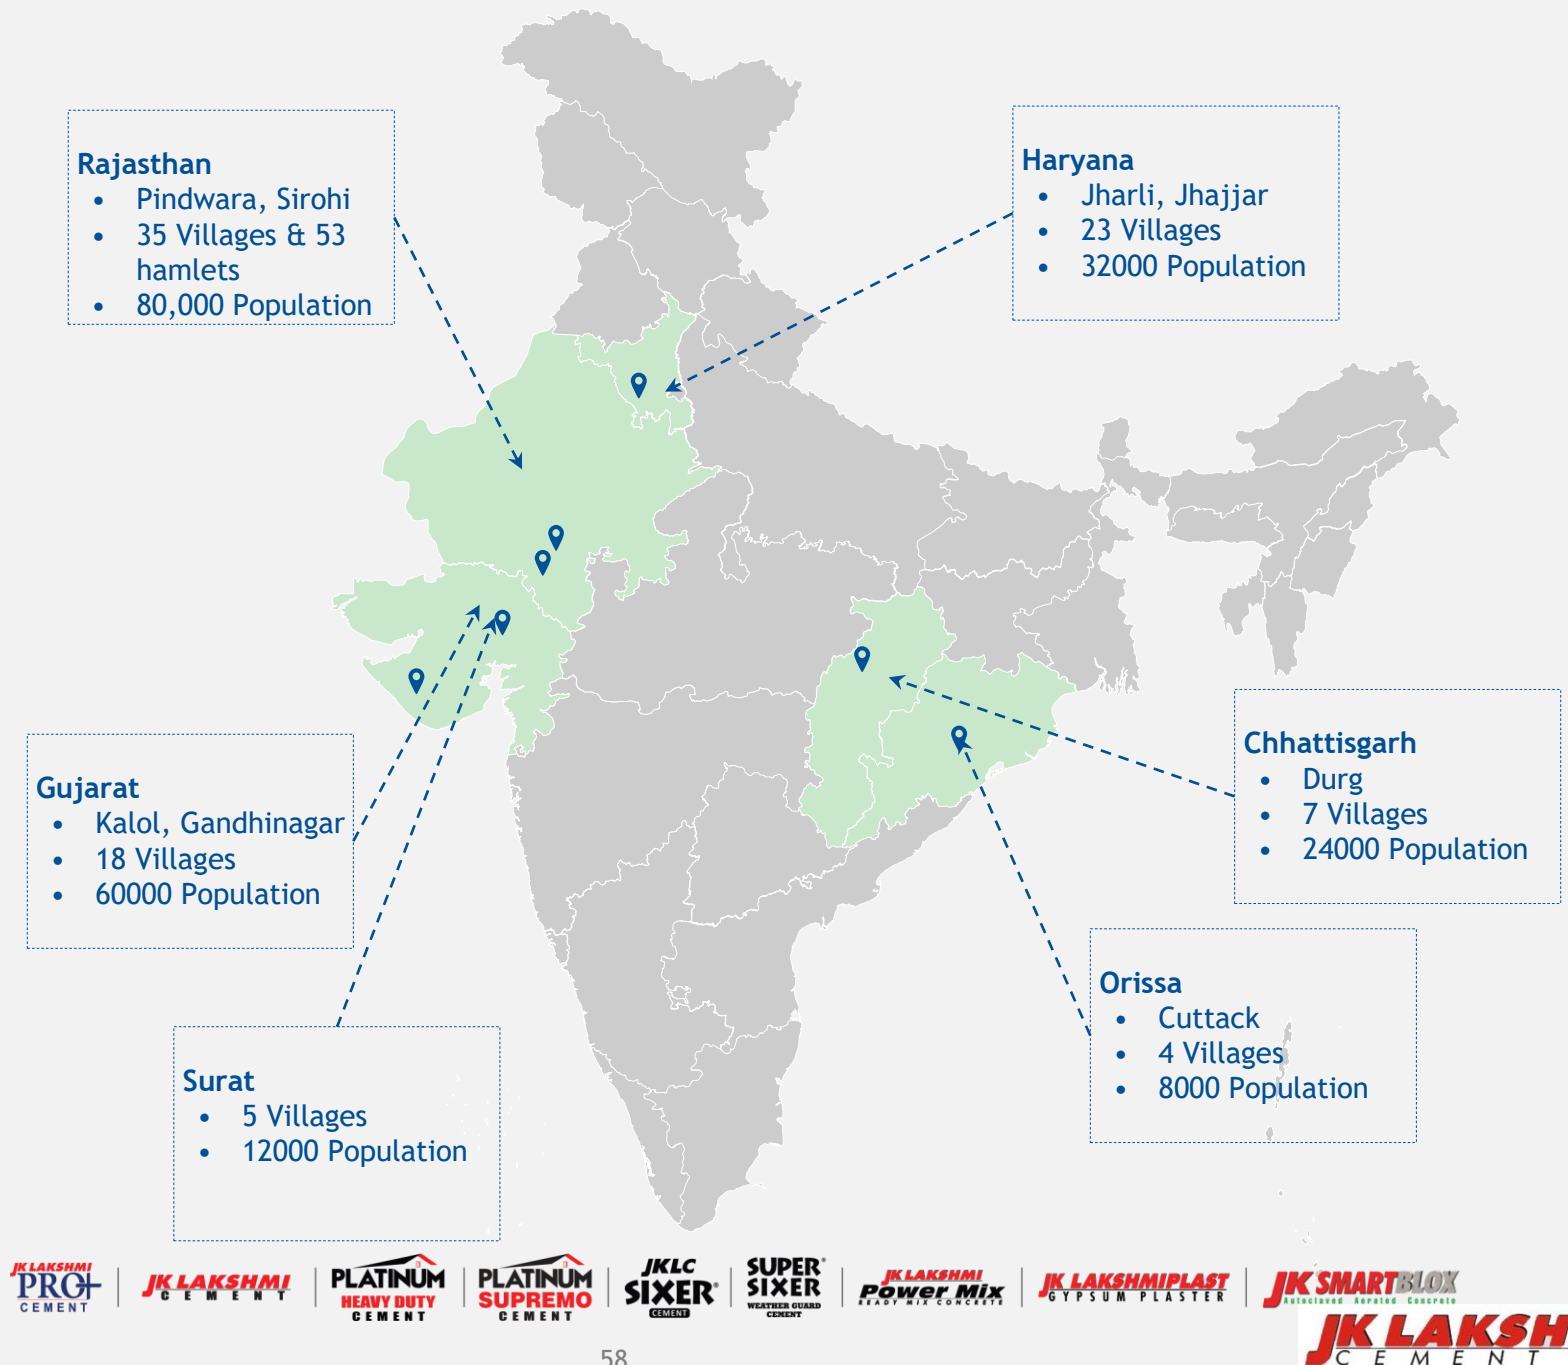 Rajasthan
• Pindwara, Sirohi
• 35 Villages & 53
hamlets
• 80,000 Population
Haryana
• Jharli, Jhajjar
• 23 Villages
• 32000 Population
Gujarat
• Kalol, Gandhinagar
• 18 Villages
• 60000 Population
Chhattisgarh
• Durg
• 7 Villages
• 24000 Population
Orissa
• Cuttack
• 4 Villages
• 8000 Population
Surat
• 5 Villages
• 12000 Population
JK LAKSHMI
PRO+
CEMENT
JK LAKSHMI
CEMENT
PLATINUM
HEAVY DUTY
CEMENT
PLATINUM
SUPREMO
CEMENT
JKLC
SIXER®
CEMENT
SUPER®
SIXER
WEATHER GUARD
CEMENT
JK LAKSHMI
Power Mix
READY MIX CONCRETE
JK LAKSHMIPLAST
GYPSUM PLASTER
JK SMARTBLOX
Autoclaved Aerated Concrete
JK LAKSH
CEMENT
58